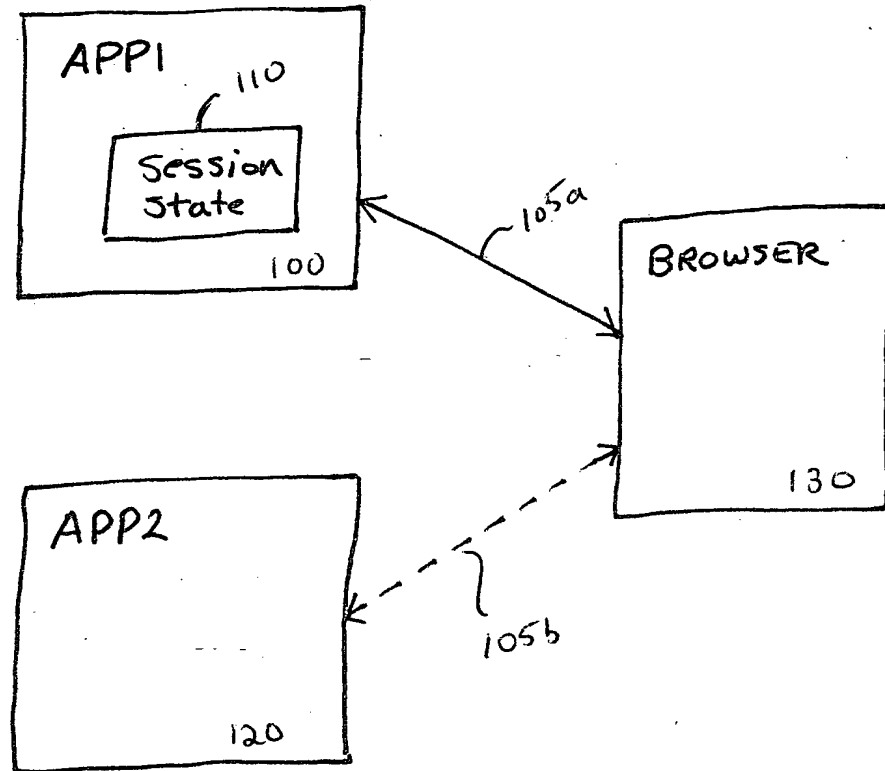 APP1
110
Session
State
100
105a
BROWSER
130
APP2
105b
120